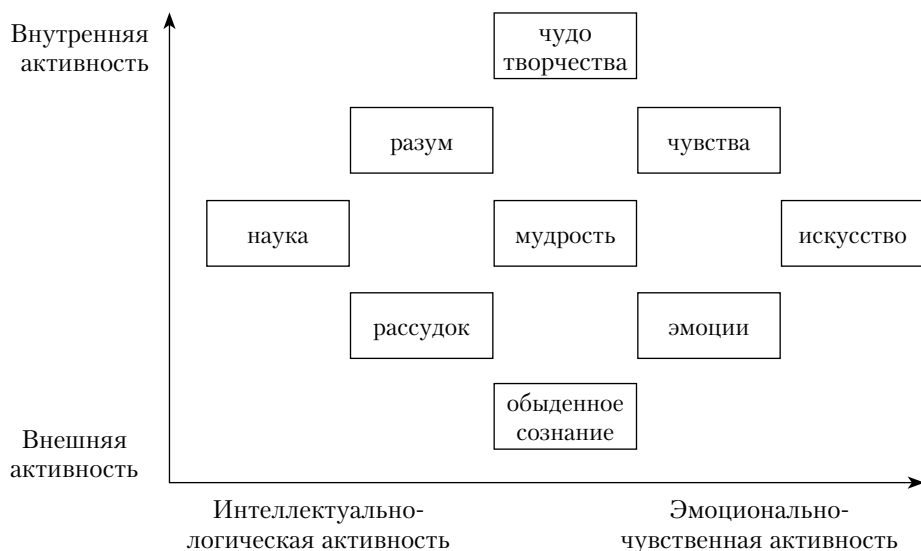 Внутренняя
активность
чудо
творчества
разум
чувства
наука
мудрость
искусство
рассудок
эмоции
обыденное
сознание
Внешняя
активность
Интеллектуально-
логическая активность
Эмоционально-
чувственная активность